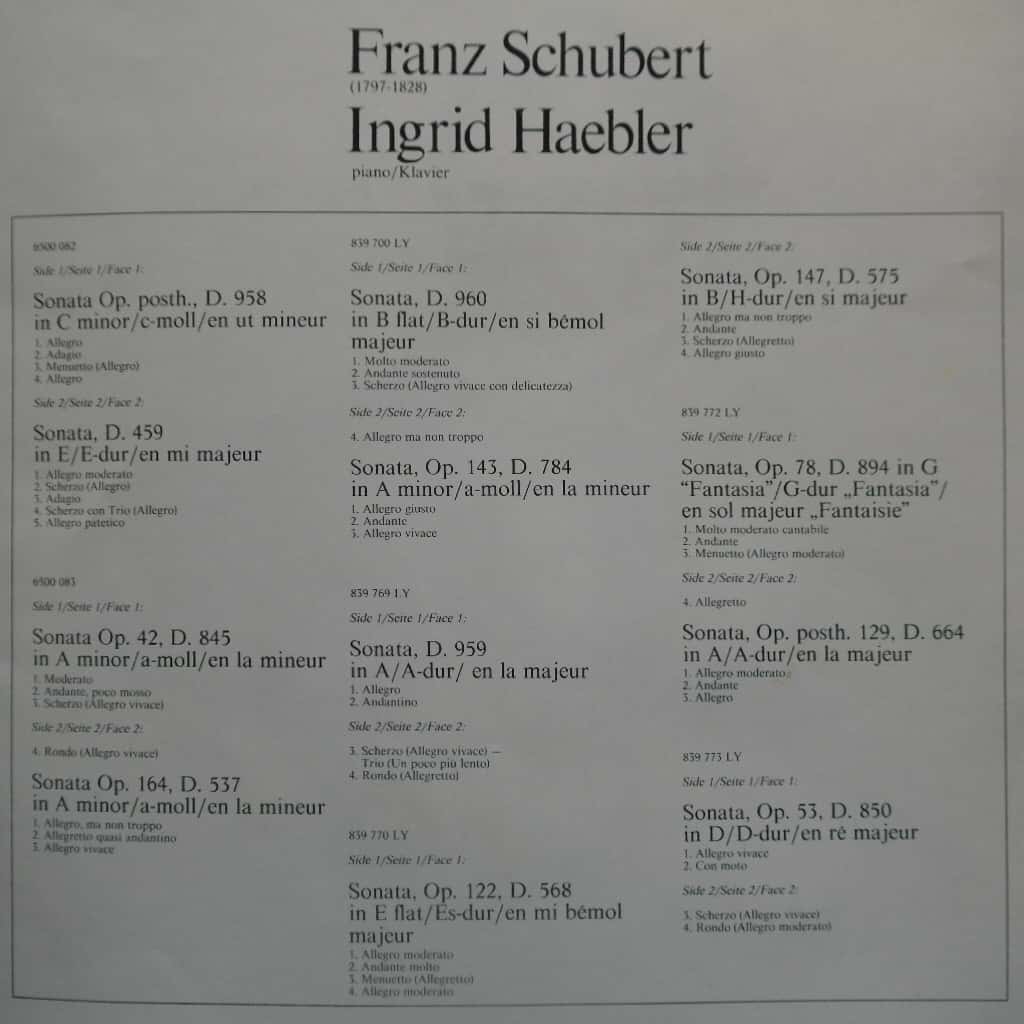 Franz Schubert
(1797-1828)
Ingrid Haebler
piano/Klavier
6500 082
Side 1/Seite 1/Face 1:
Sonata Op. posth., D. 958
in C minor/c-moll/en ut mineur
1. Allegro
2. Adagio
3. Menuetto (Allegro)
4. Allegro
Side 2/Seite 2/Face 2:
Sonata, D. 459
in E/E-dur/en mi majeur
1. Allegro moderato
2. Scherzo (Allegro)
3. Adagio
4. Scherzo con Trio (Allegro)
5. Allegro patetico
6500 083
Side 1/Seite 1/Face 1:
Sonata Op. 42, D. 845
in A minor/a-moll/en la mineur
1. Moderato
2. Andante, poco mosso
3. Scherzo (Allegro vivace)
Side 2/Seite 2/Face 2:
4. Rondo (Allegro vivace)
Sonata Op. 164, D. 537
in A minor/a-moll/en la mineur
1. Allegro, ma non troppo
2. Allegretto quasi andantino
3. Allegro vivace
839 700 LY
Side 1/Seite 1/Face 1:
Sonata, D. 960
in B flat/B-dur/en si bémol
majeur
1. Molto moderato
2. Andante sostenuto
3. Scherzo (Allegro vivace con delicatezza)
Side 2/Seite 2/Face 2:
4. Allegro ma non troppo
Sonata, Op. 143, D. 784
in A minor/a-moll/en la mineur
1. Allegro giusto
2. Andante
3. Allegro vivace
839 769 LY
Side 1/Seite 1/Face 1:
Sonata, D. 959
in A/A-dur/ en la majeur
1. Allegro
2. Andantino
Side 2/Seite 2/Face 2:
3. Scherzo (Allegro vivace) —
Trio (Un poco più lento)
4. Rondo (Allegretto)
839 770 LY
Side 1/Seite 1/Face 1:
Sonata, Op. 122, D. 568
in E flat/Es-dur/en mi bémol
majeur
1. Allegro moderato
2. Andante molto
3. Menuetto (Allegretto)
4. Allegro moderato
Side 2/Seite 2/Face 2:
Sonata, Op. 147, D. 575
in B/H-dur/en si majeur
1. Allegro ma non troppo
2. Andante
3. Scherzo (Allegretto)
4. Allegro giusto
839 772 LY
Side 1/Seite 1/Face 1:
Sonata, Op. 78, D. 894 in G
“Fantasia”/G-dur „Fantasia”/
en sol majeur „Fantaisie”
1. Molto moderato cantabile
2. Andante
3. Menuetto (Allegro moderato)
Side 2/Seite 2/Face 2:
4. Allegretto
Sonata, Op. posth. 129, D. 664
in A/A-dur/en la majeur
1. Allegro moderato
2. Andante
3. Allegro
839 773 LY
Side 1/Seite 1/Face 1:
Sonata, Op. 53, D. 850
in D/D-dur/en ré majeur
1. Allegro vivace
2. Con moto
Side 2/Seite 2/Face 2:
3. Scherzo (Allegro vivace)
4. Rondo (Allegro moderato)